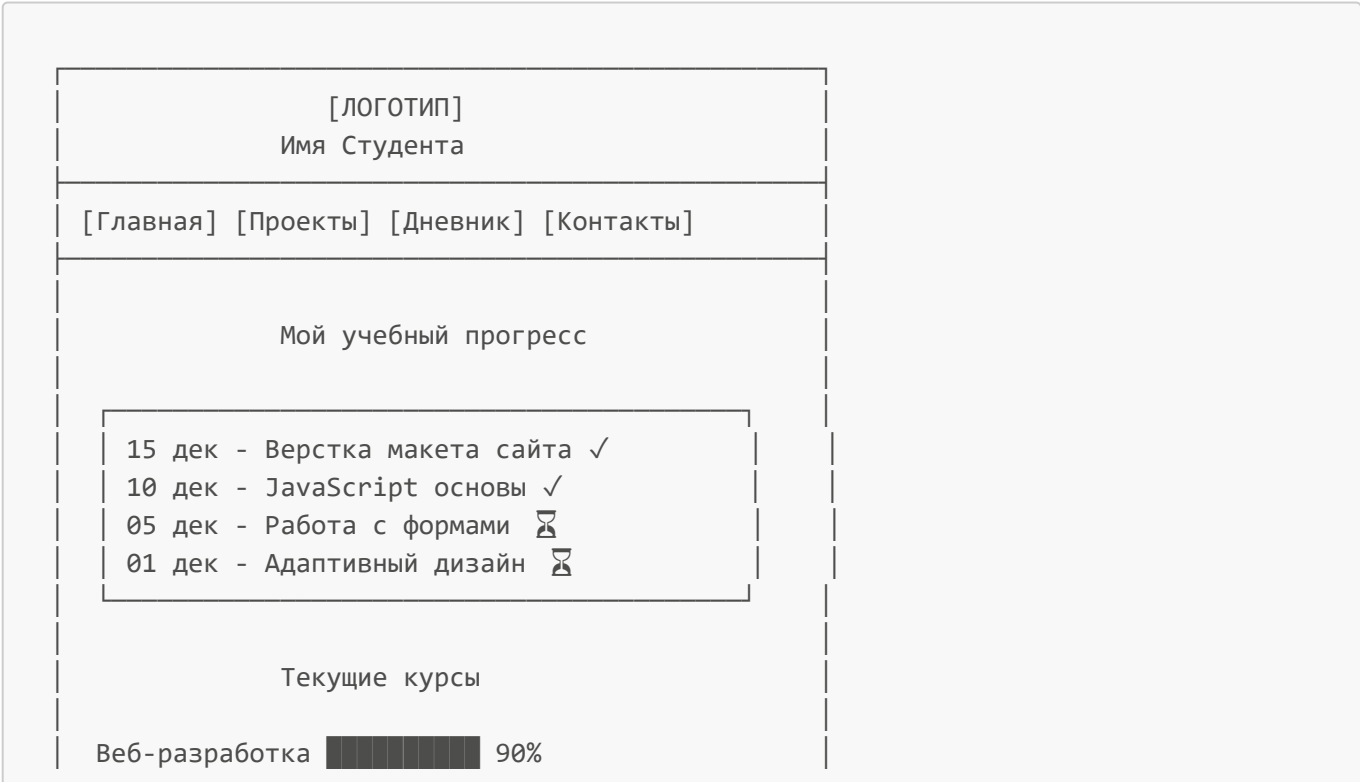 [ЛОГОТИП]
Имя Студента
[Главная] [Проекты] [Дневник] [Контакты]
Мой учебный прогресс
15 дек - Верстка макета сайта ✓
10 дек - JavaScript основы ✓
05 дек - Работа с формами ⏳
01 дек - Адаптивный дизайн ⏳
Текущие курсы
Веб-разработка ██████████ 90%